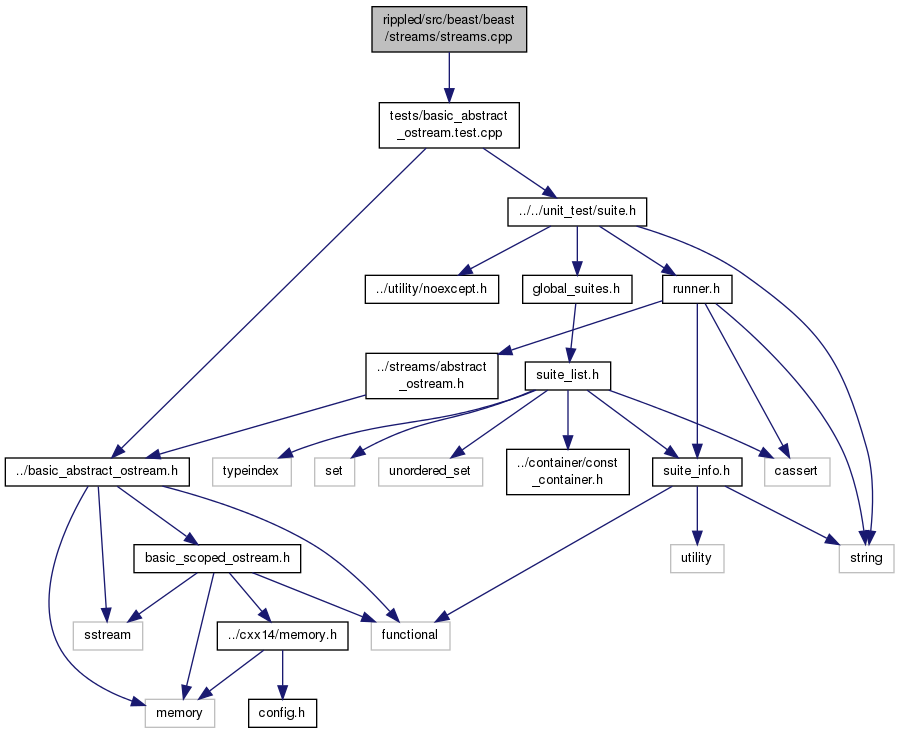 rippled/src/beast/beast
/streams/streams.cpp
tests/basic_abstract
_ostream.test.cpp
../../unit_test/suite.h
../utility/noexcept.h
global_suites.h
runner.h
../streams/abstract
_ostream.h
suite_list.h
../basic_abstract_ostream.h
typeindex
set
unordered_set
../container/const
_container.h
suite_info.h
cassert
basic_scoped_ostream.h
utility
string
sstream
../cxx14/memory.h
functional
memory
config.h